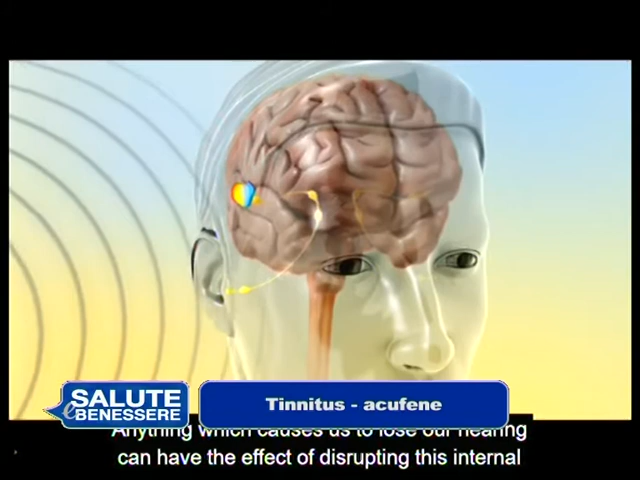 SALUTE
e BENESSERE
Tinnitus - acufene
Anything which causes us to lose our hearing
can have the effect of disrupting this internal